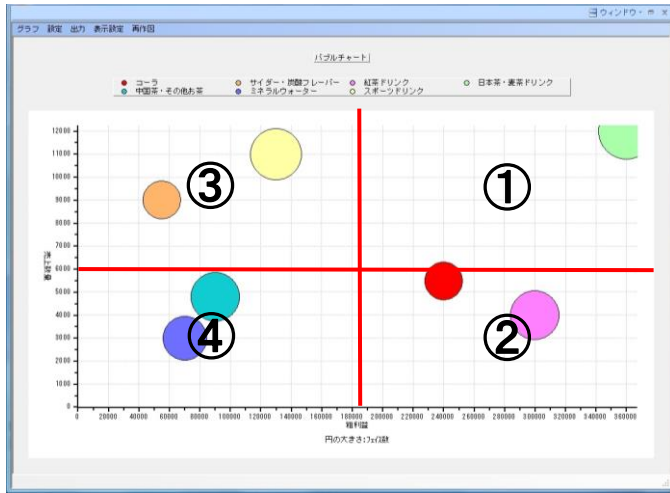 ウィンドウ
グラフ 設定 出力 表示設定 再作図
バブルチャート
コーラ サイダー・炭酸フレーバー 紅茶ドリンク 日本茶・麦茶ドリンク
中国茶・その他お茶 ミネラルウォーター スポーツドリンク
12000
11000
10000
9000
8000
7000
6000
5000
4000
3000
2000
1000
0
売上数量
③ ①
④ ②
0 20000 40000 60000 80000 100000 120000 140000 160000 180000 200000 220000 240000 260000 280000 300000 320000 340000 360000
粗利益
円の大きさ:フェイス数